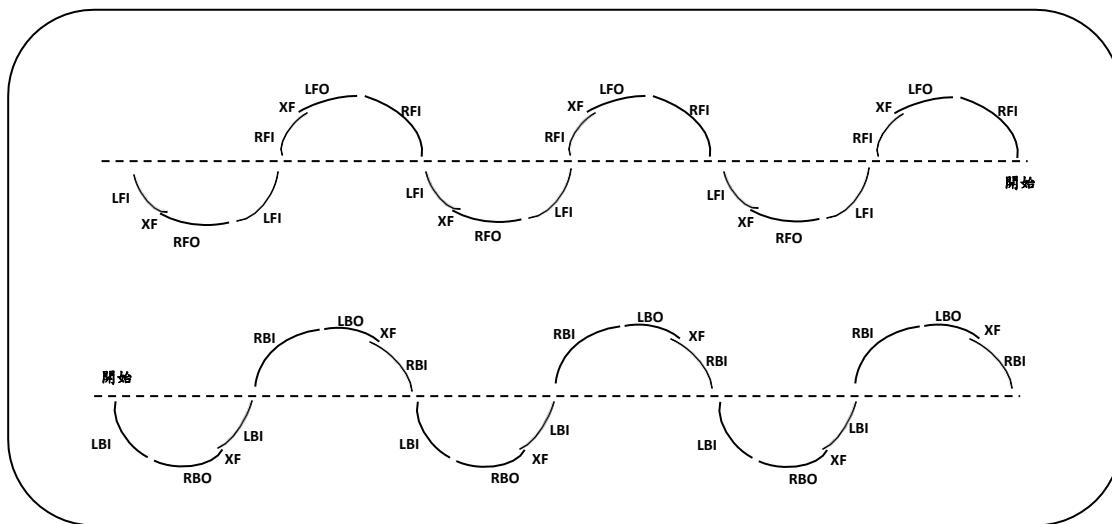 LFO LFO LFO
XF XF XF
RFI RFI RFI
RFI RFI RFI
開始
LFI LFI LFI
XF LFI XF LFI XF LFI
RFO RFO RFO
LBO LBO LBO
RBI XF RBI XF RBI XF
RBI RBI RBI
開始
LBI LBI LBI LBI LBI LBI
XF XF XF
RBO RBO RBO